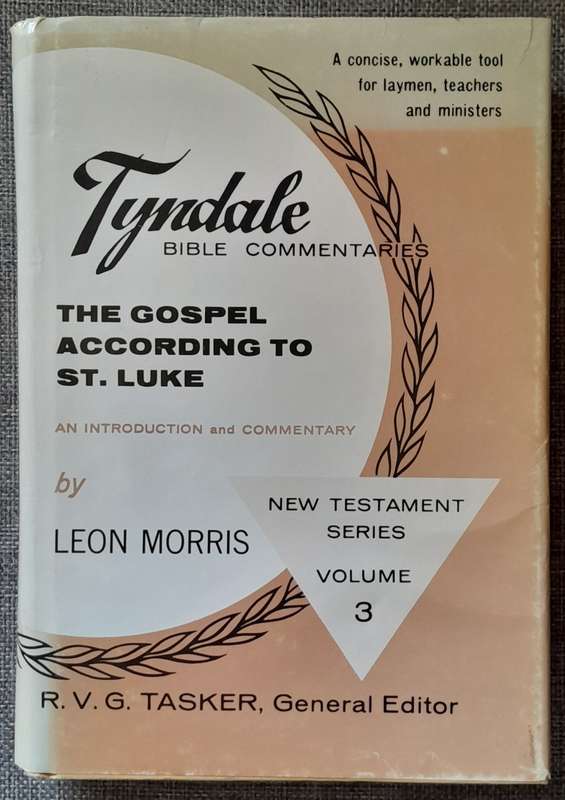 A concise, workable tool
for laymen, teachers
and ministers
Tyndale
BIBLE COMMENTARIES
THE GOSPEL
ACCORDING TO
ST. LUKE
AN INTRODUCTION and COMMENTARY
by
LEON MORRIS
NEW TESTAMENT
SERIES
VOLUME
3
R. V. G. TASKER, General Editor